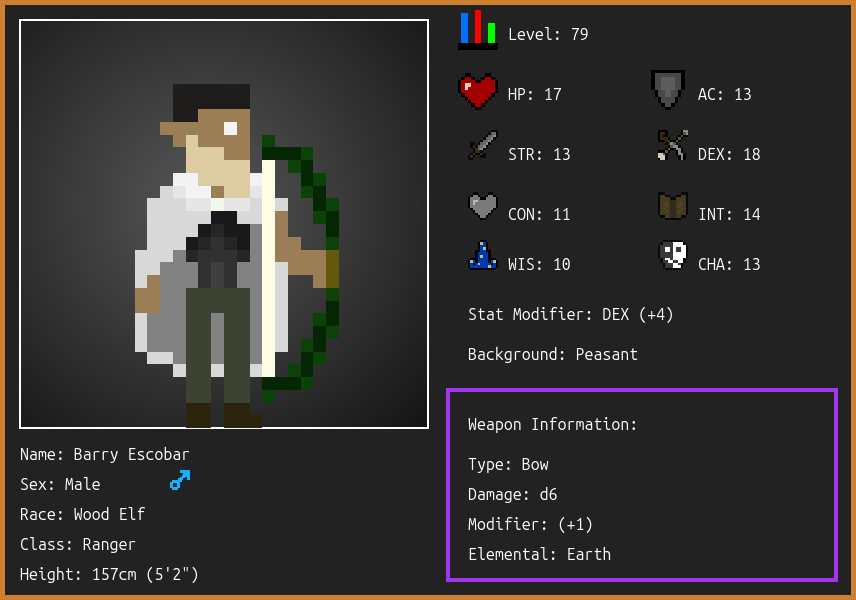 Level: 79
HP: 17
AC: 13
STR: 13
DEX: 18
CON: 11
INT: 14
WIS: 10
CHA: 13
Stat Modifier: DEX (+4)
Background: Peasant
Weapon Information:
Type: Bow
Damage: d6
Modifier: (+1)
Elemental: Earth
Name: Barry Escobar
Sex: Male
Race: Wood Elf
Class: Ranger
Height: 157cm (5'2")